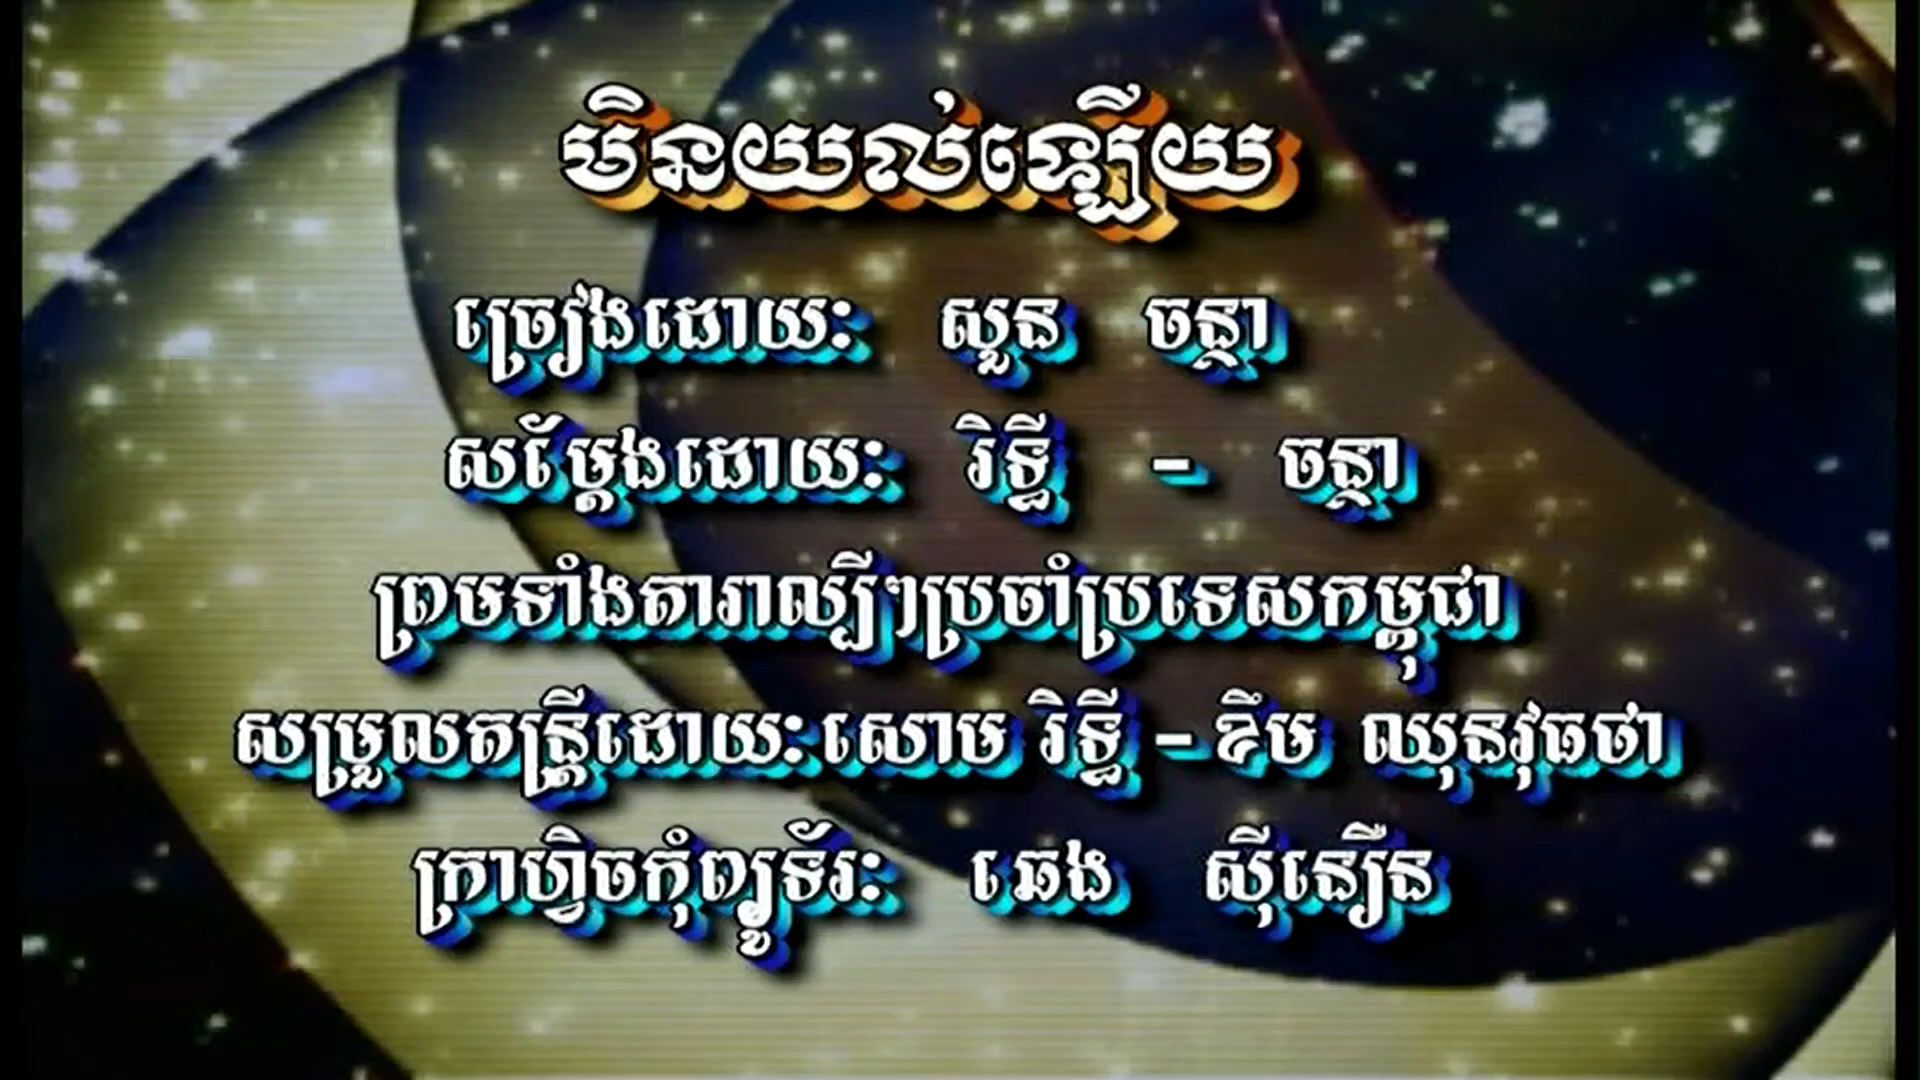 មិនយល់ឡើយ
ច្រៀងដោយៈ សួន ចន្ថា
សម្ដែងដោយៈ រិទ្ធី - ចន្ថា
ព្រមទាំងតារាល្បីៗប្រចាំប្រទេសកម្ពុជា
សម្រួលតន្ត្រីដោយៈ សោម រិទ្ធី - ឌឹម ឈុនវុធថា
ក្រាហ្វិចកុំព្យូទ័រៈ ឆេង ស៊ីនឿន